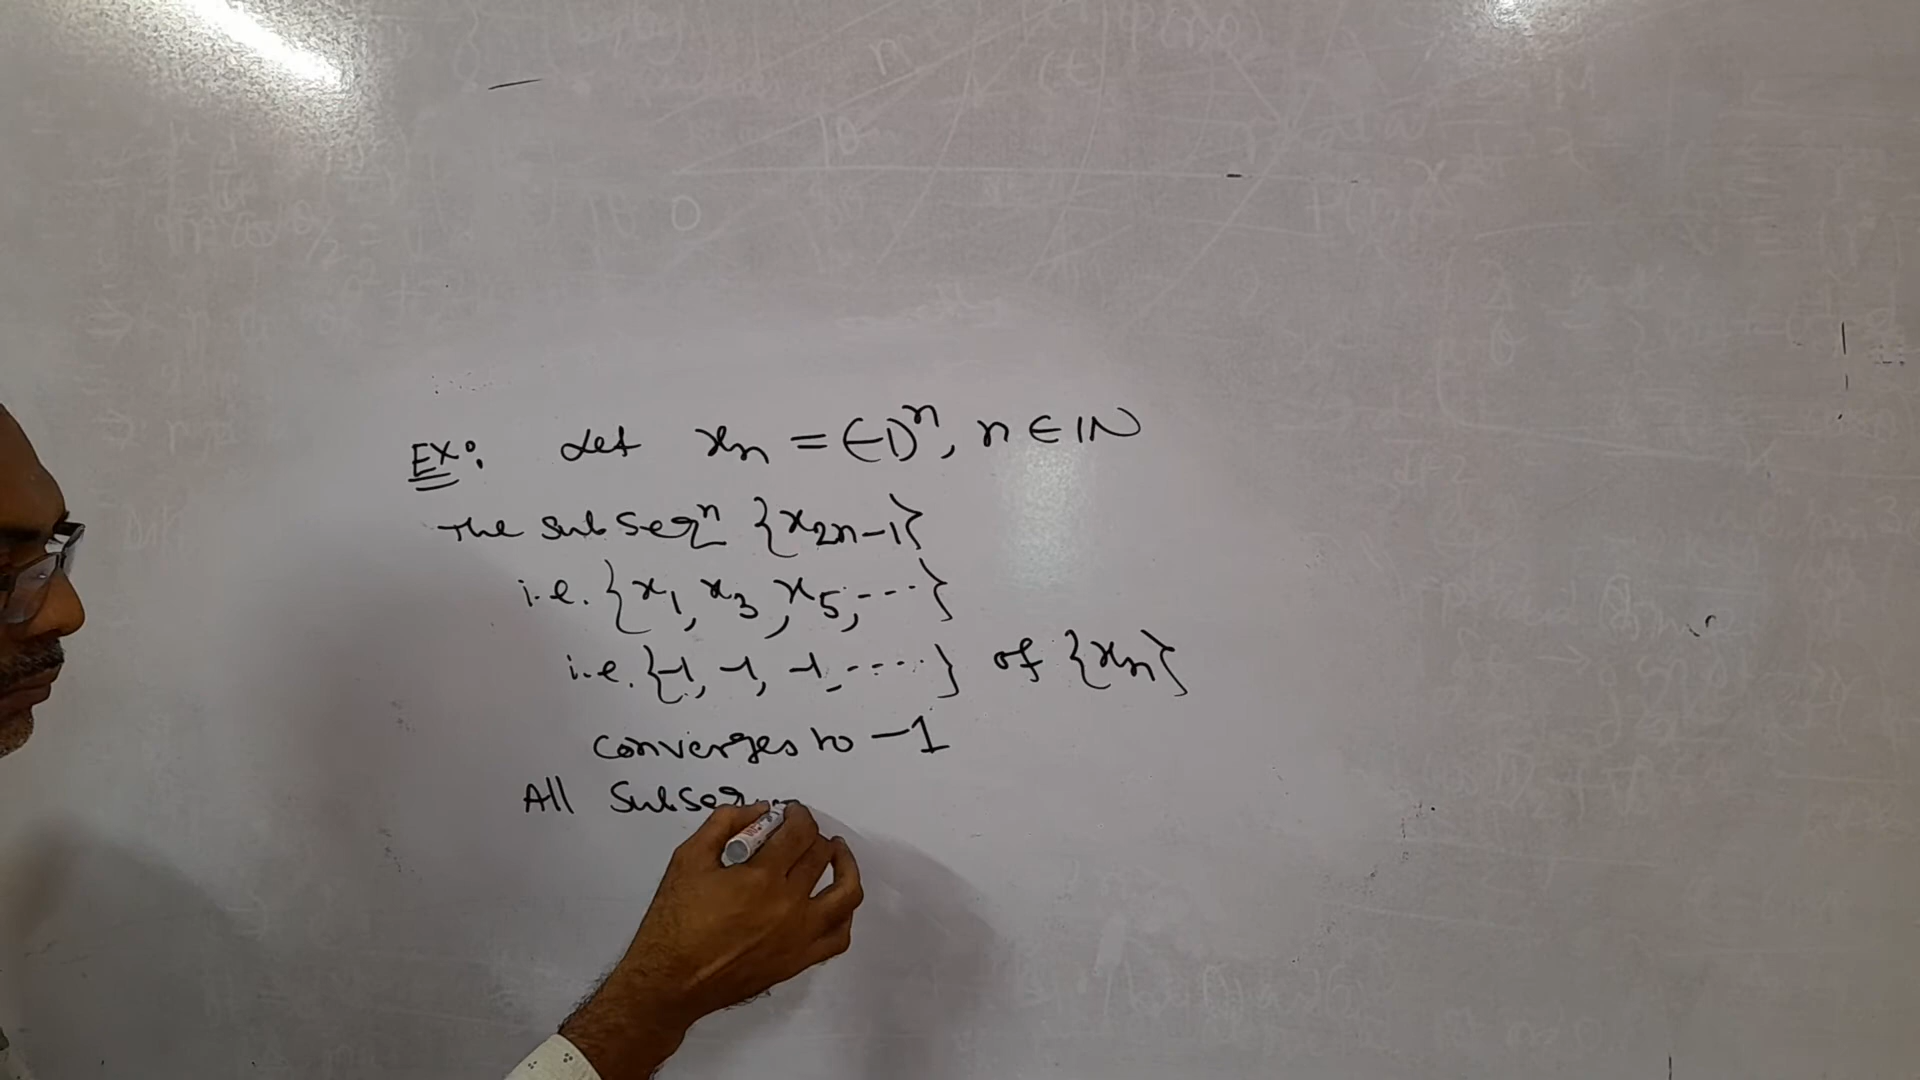 Ex: Let xₙ = (-1)ⁿ, n ∈ ℕ
The subseqⁿ {x₂ₙ₋₁}
i.e. {x₁, x₃, x₅, ---}
i.e. {-1, -1, -1, ----} of {xₙ}
converges to -1
All subseq